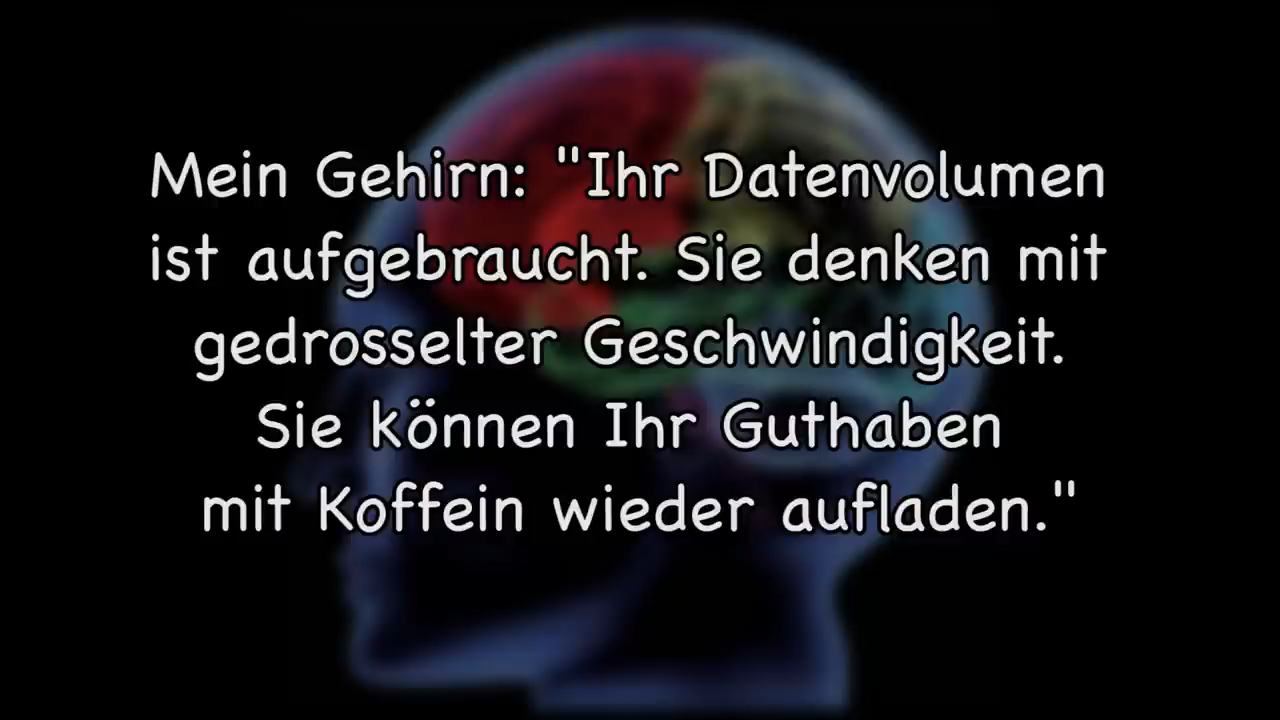 Mein Gehirn: "Ihr Datenvolumen
ist aufgebraucht. Sie denken mit
gedrosselter Geschwindigkeit.
Sie können Ihr Guthaben
mit Koffein wieder aufladen."